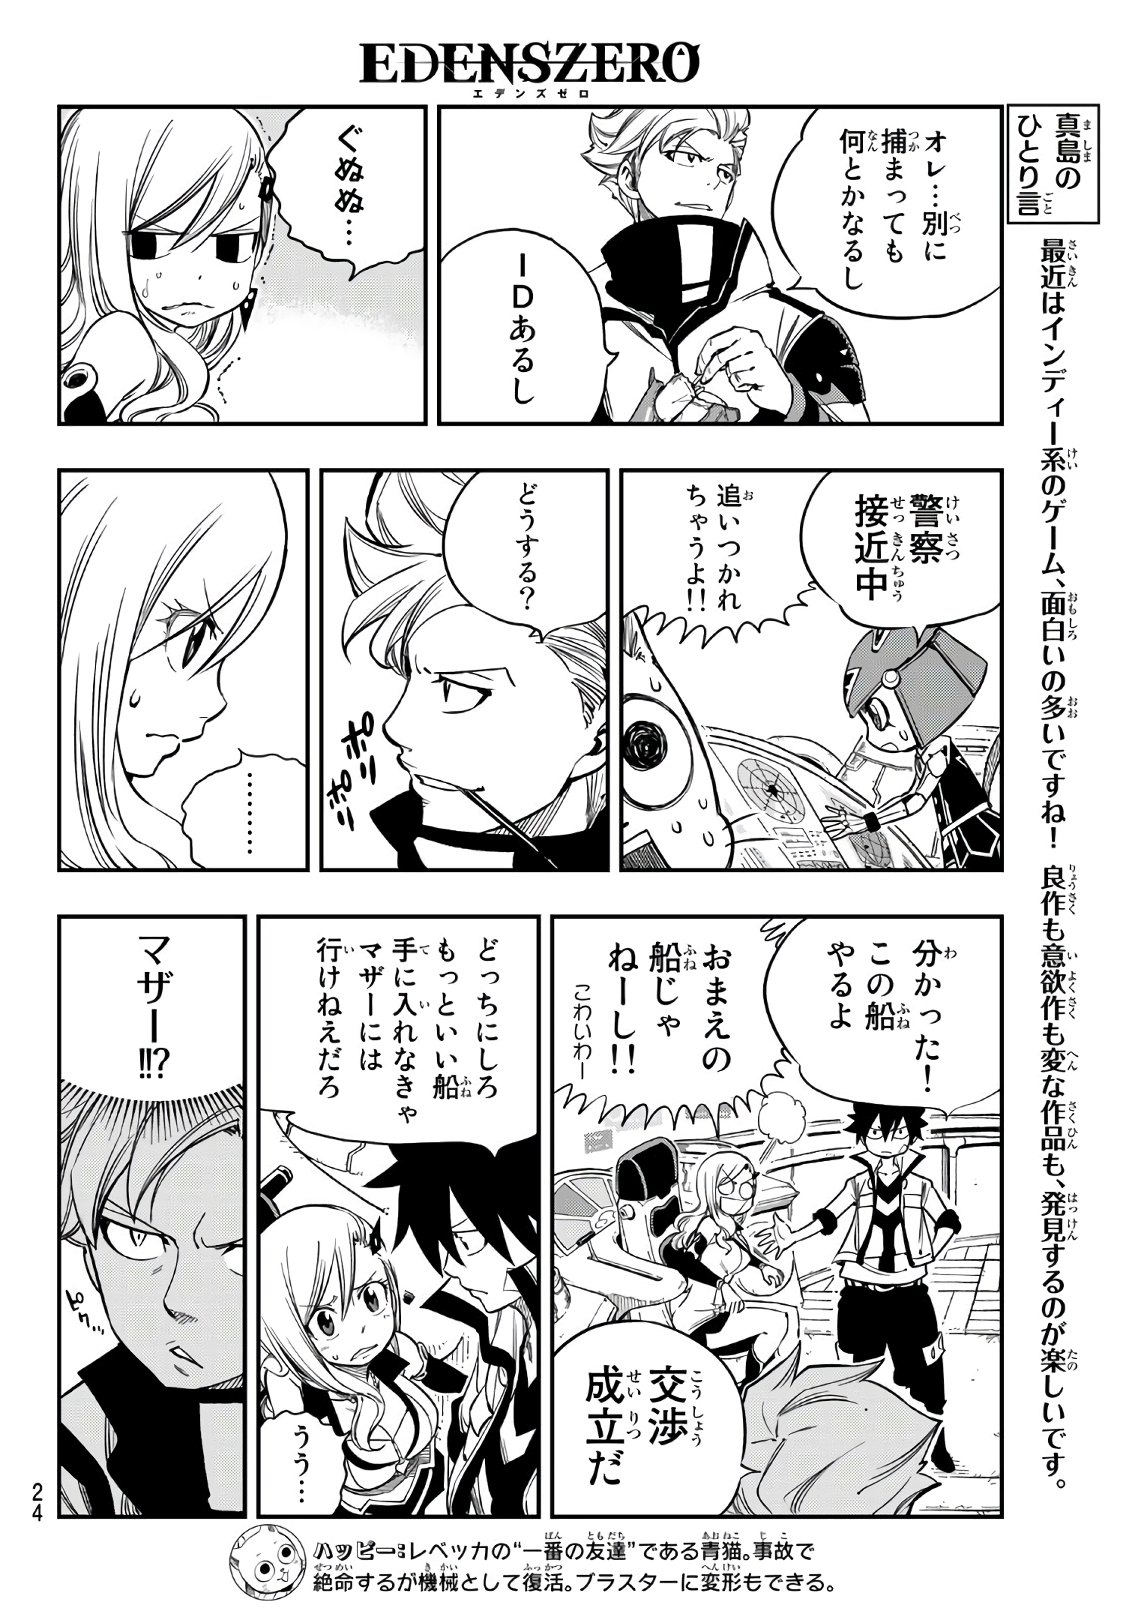 EDENSZERO
エデンズゼロ
真島の
ひとり言
最近はインディー系のゲーム、面白いの多いですね！ 良作も意欲作も変な作品も、発見するのが楽しいです。
オレ…別に
捕まっても
何とかなるし
IDあるし
ぐぬぬ…
警察
接近中
追いつかれ
ちゃうよ!!
どうする？
ポリ
ポリ
………
分かった！
この船
やるよ
おまえの
船じゃ
ねーし!!
こわいわー
交渉
成立だ
どっちにしろ
もっといい船
手に入れなきゃ
マザーには
行けねえだろ
うう…
マザー!!?
ピク…
24
ハッピー：レベッカの“一番の友達”である青猫。事故で
絶命するが機械として復活。ブラスターに変形もできる。